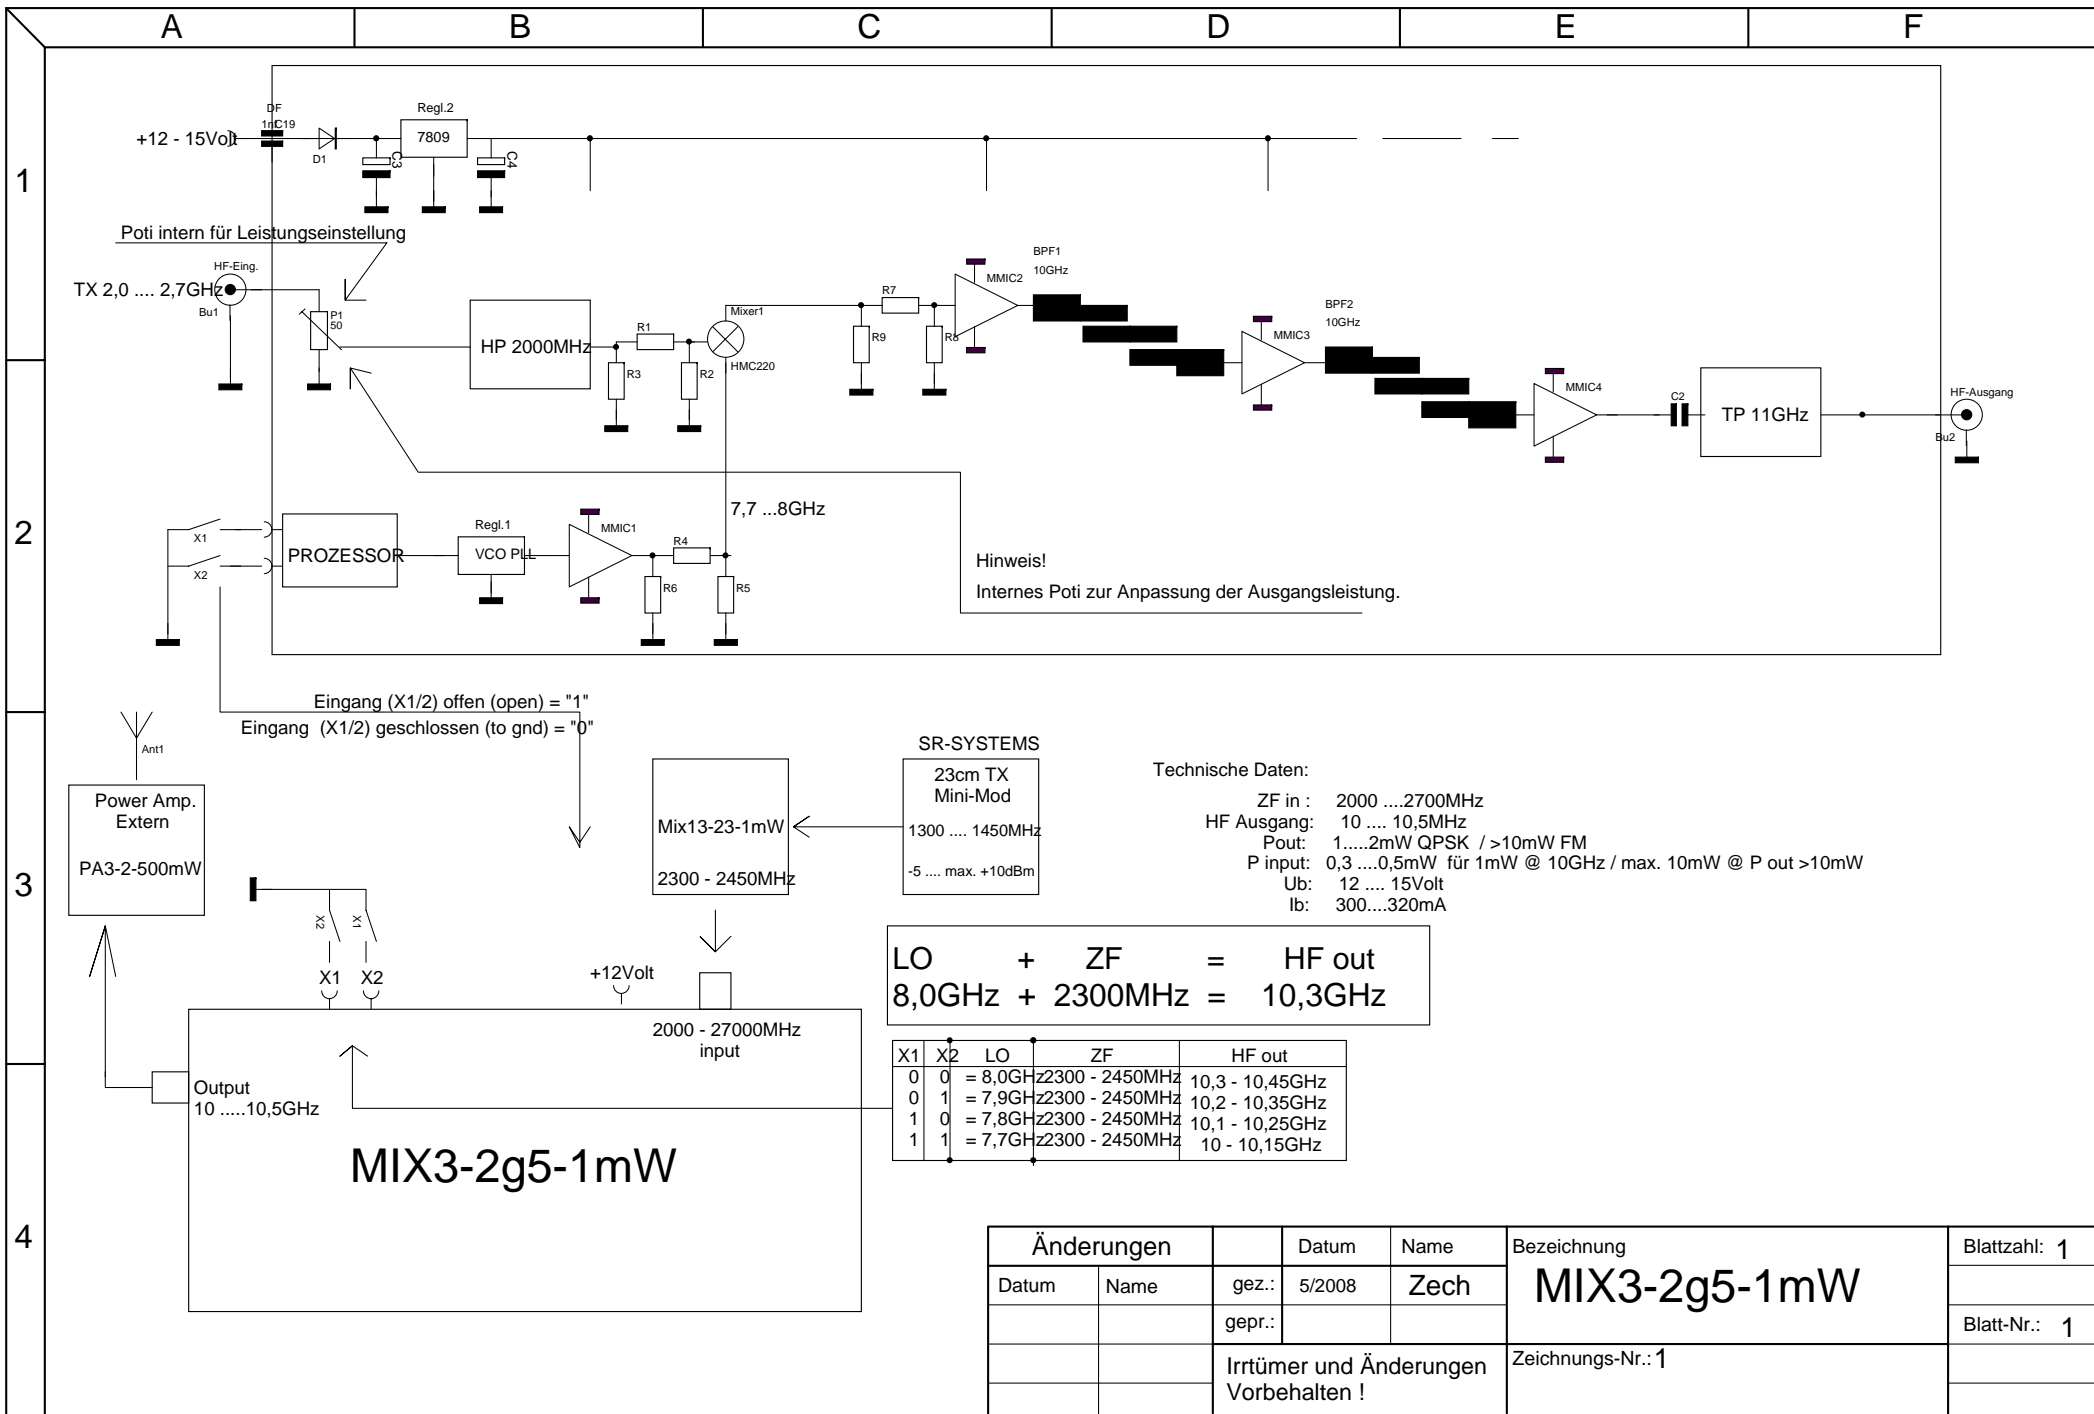 A B C D E F
1
2
3
4
DF
1nf C19
+12 - 15Volt
D1
C3
Regl.2
7809
C4
Poti intern für Leistungseinstellung
HF-Eing.
TX 2,0 .... 2,7GHz
Bu1
P1
50
HP 2000MHz
R1
R3
R2
Mixer1
HMC220
R7
R9
R8
MMIC2
BPF1
10GHz
MMIC3
BPF2
10GHz
MMIC4
C2
TP 11GHz
HF-Ausgang
Bu2
7,7 ...8GHz
X1
X2
PROZESSOR
Regl.1
VCO PLL
MMIC1
R4
R6
R5
Hinweis!
Internes Poti zur Anpassung der Ausgangsleistung.
Eingang (X1/2) offen (open) = "1"
Eingang (X1/2) geschlossen (to gnd) = "0"
Ant1
Power Amp.
Extern
PA3-2-500mW
Mix13-23-1mW
2300 - 2450MHz
SR-SYSTEMS
23cm TX
Mini-Mod
1300 .... 1450MHz
-5 .... max. +10dBm
Technische Daten:
ZF in : 2000 ....2700MHz
HF Ausgang: 10 .... 10,5MHz
Pout: 1.....2mW QPSK / >10mW FM
P input: 0,3 ....0,5mW für 1mW @ 10GHz / max. 10mW @ P out >10mW
Ub: 12 .... 15Volt
Ib: 300....320mA
X2 X1
X1 X2
+12Volt
2000 - 27000MHz
input
Output
10 .....10,5GHz
MIX3-2g5-1mW
LO + ZF = HF out
8,0GHz + 2300MHz = 10,3GHz
X1 X2 LO ZF HF out
0 0 = 8,0GHz 2300 - 2450MHz 10,3 - 10,45GHz
0 1 = 7,9GHz 2300 - 2450MHz 10,2 - 10,35GHz
1 0 = 7,8GHz 2300 - 2450MHz 10,1 - 10,25GHz
1 1 = 7,7GHz 2300 - 2450MHz 10 - 10,15GHz
Änderungen Datum Name Bezeichnung Blattzahl: 1
Datum Name gez.: 5/2008 Zech MIX3-2g5-1mW
gepr.: Blatt-Nr.: 1
Irrtümer und Änderungen
Vorbehalten !
Zeichnungs-Nr.: 1